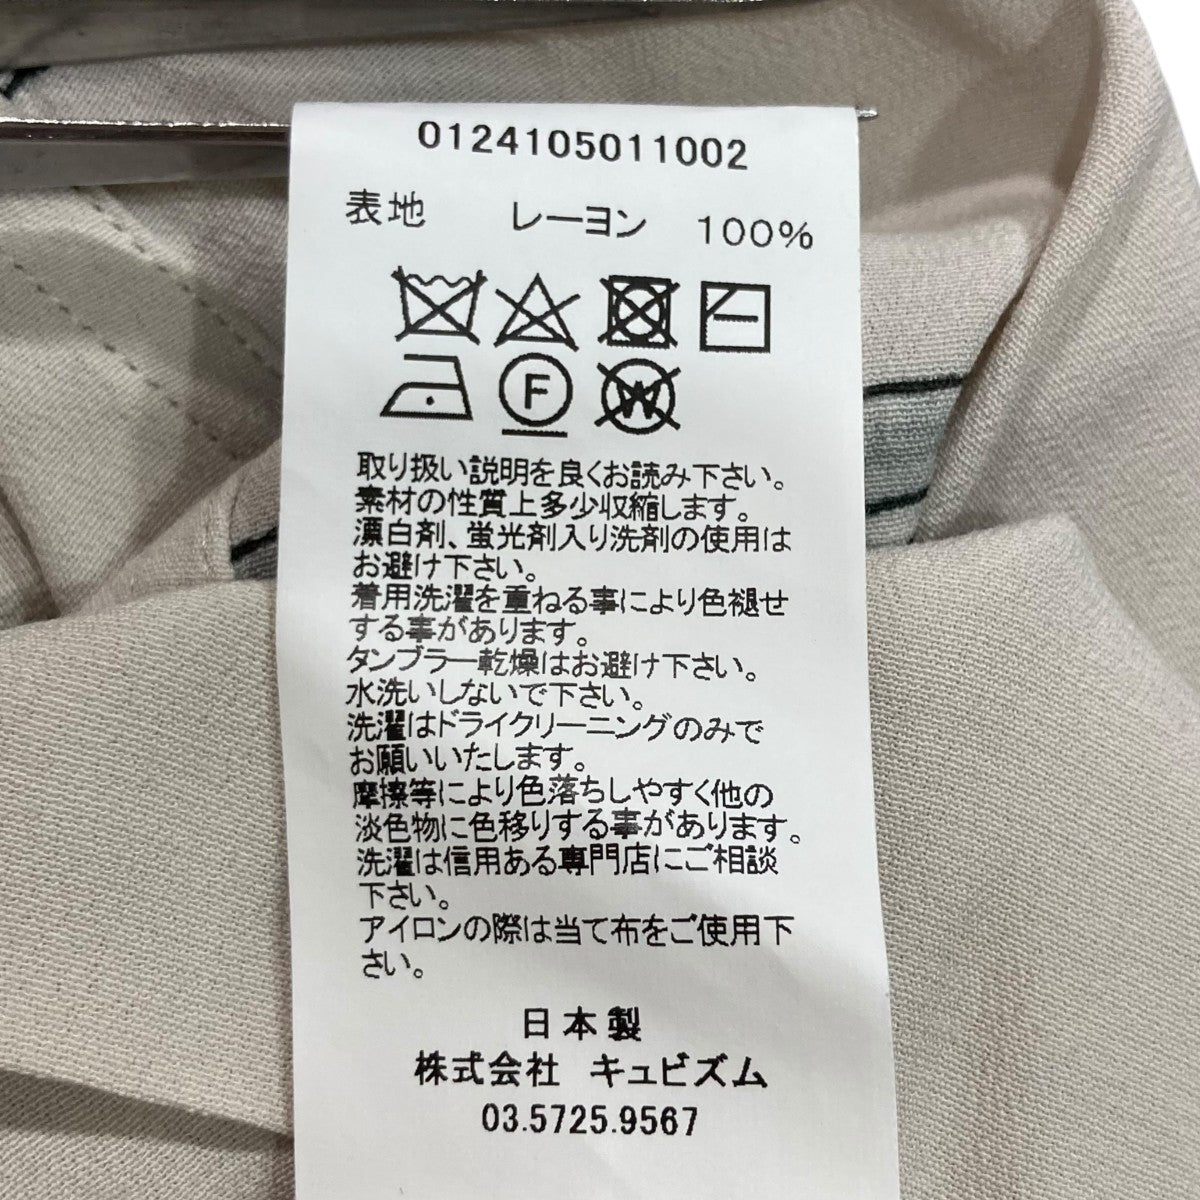 0124105011002
表地 レーヨン 100%
F
W
取り扱い説明を良くお読み下さい。
素材の性質上多少収縮します。
漂白剤、蛍光剤入り洗剤の使用は
お避け下さい。
着用洗濯を重ねる事により色褪せ
する事があります。
タンブラー乾燥はお避け下さい。
水洗いしないで下さい。
洗濯はドライクリーニングのみで
お願いいたします。
摩擦等により色落ちしやすく他の
淡色物に色移りする事があります。
洗濯は信用ある専門店にご相談
下さい。
アイロンの際は当て布をご使用下
さい。
日本製
株式会社 キュビズム
03.5725.9567